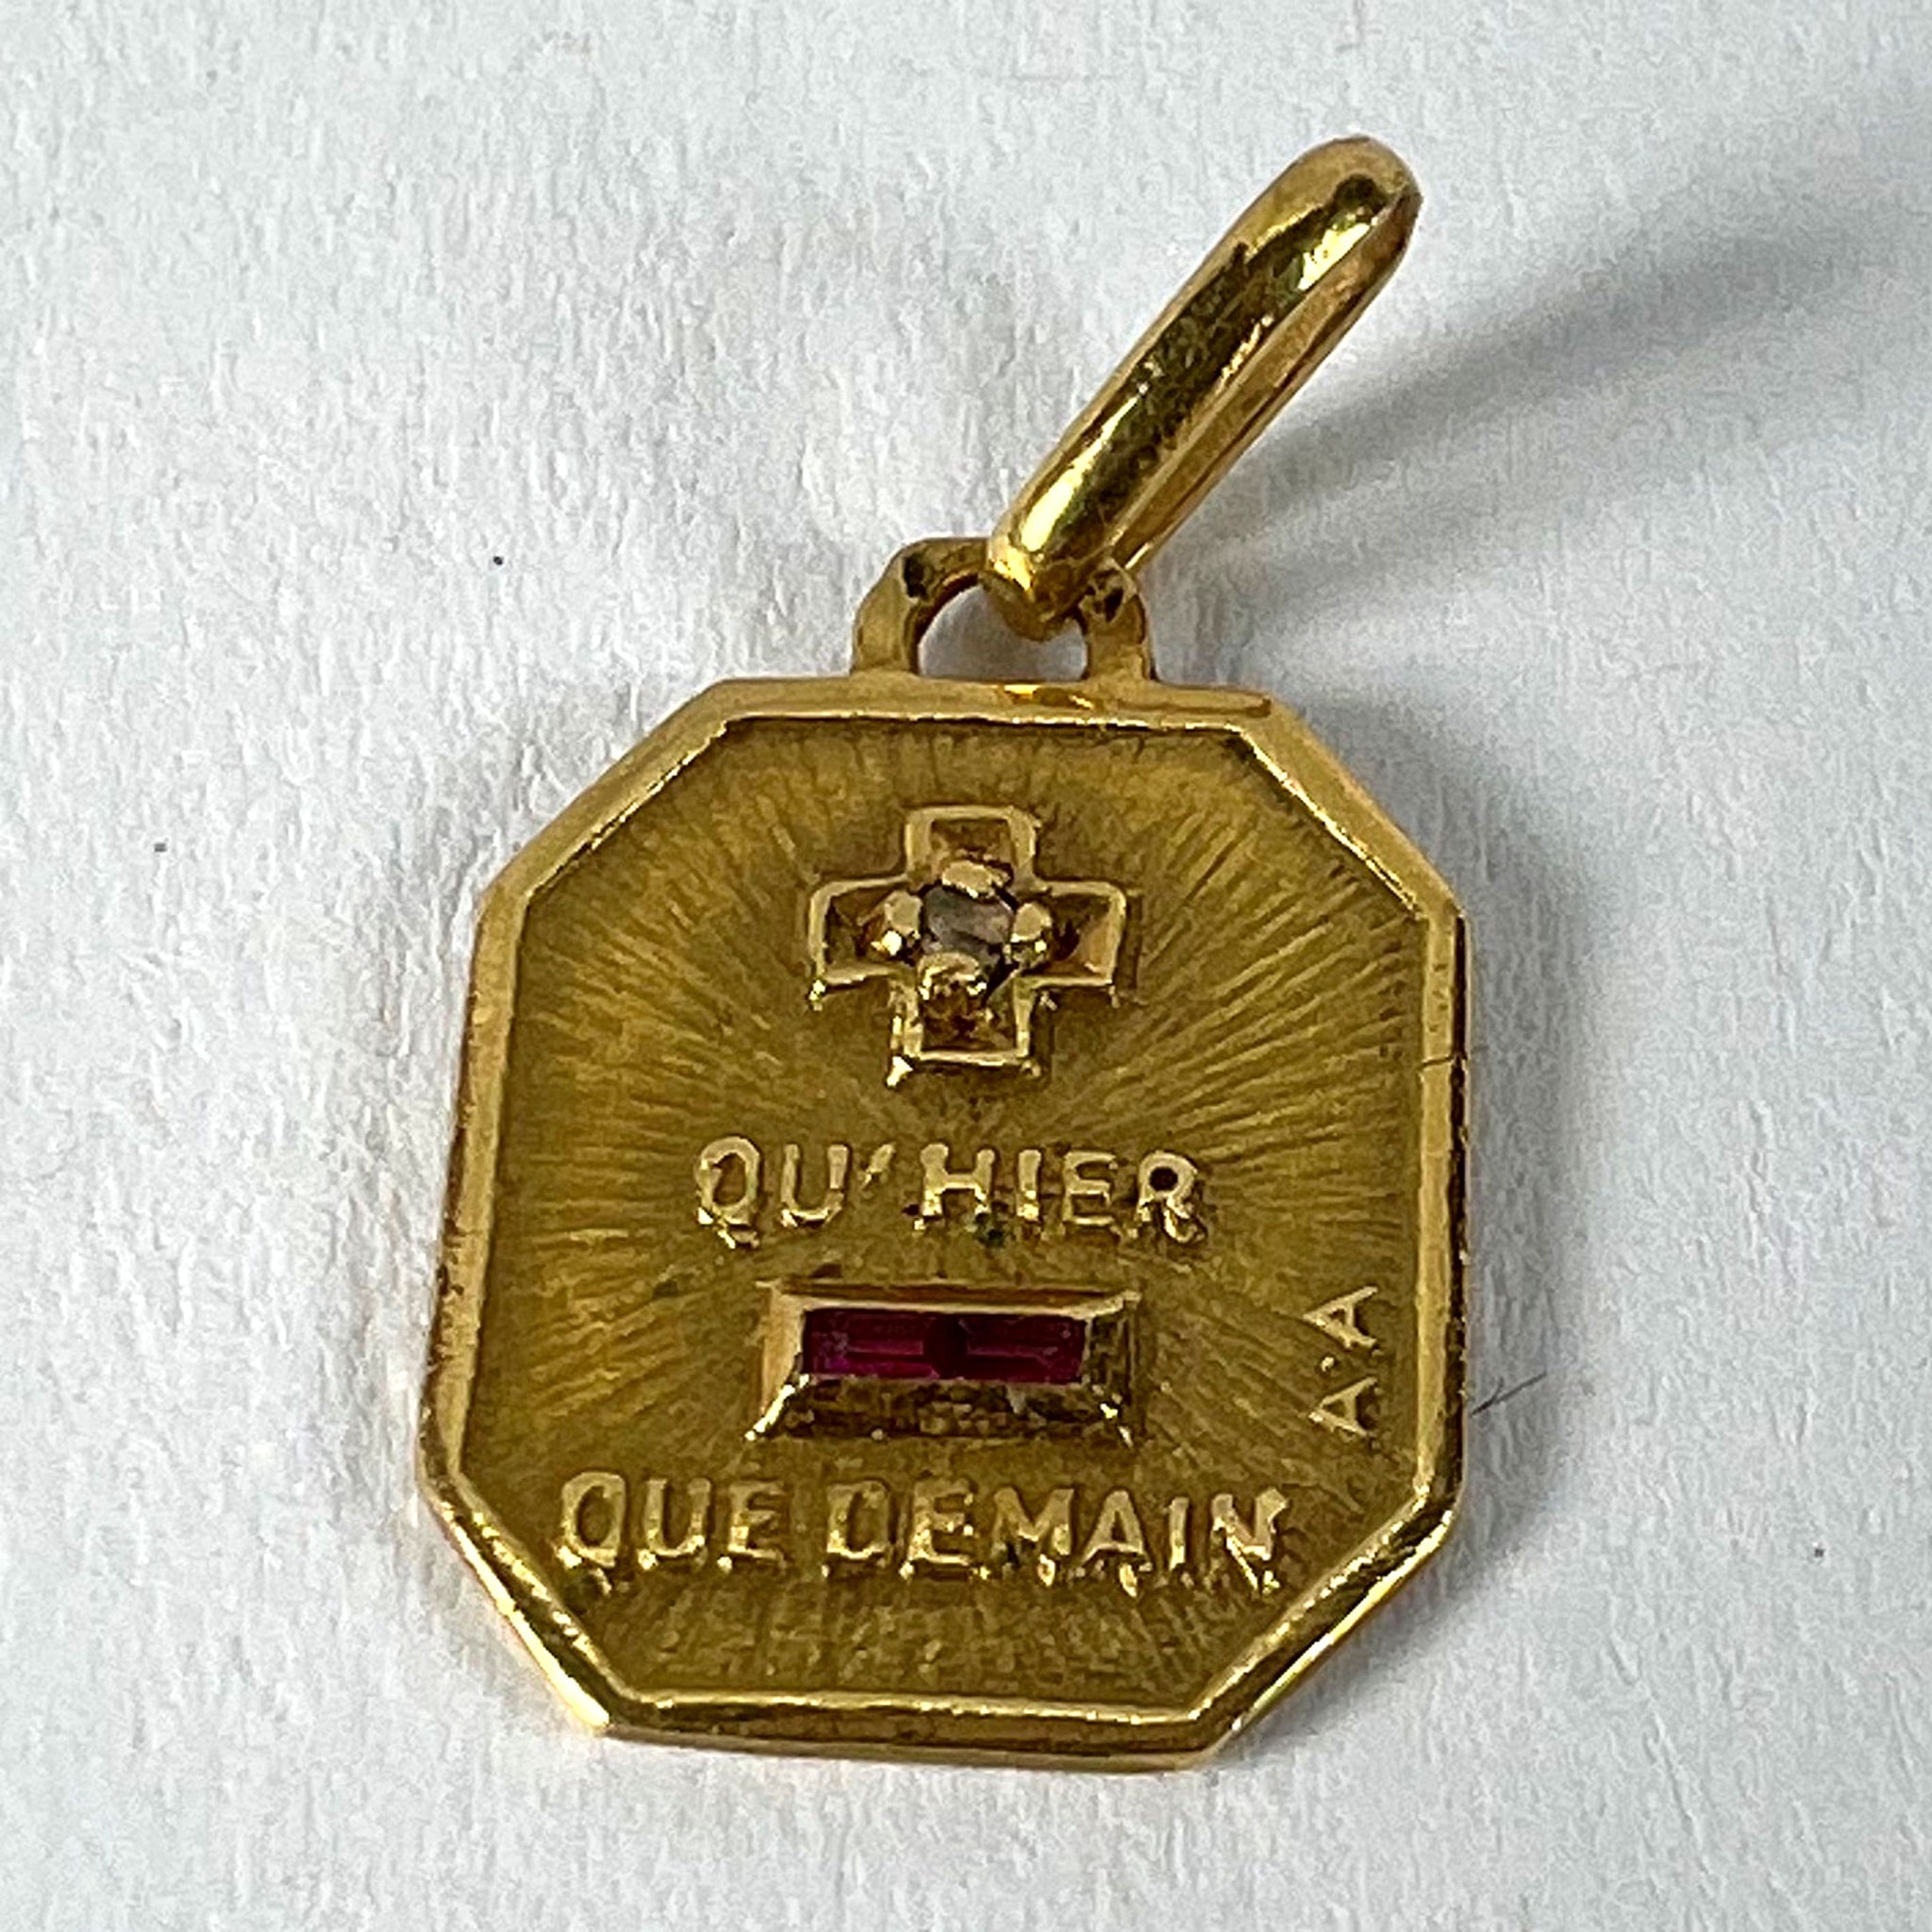 +
QU'HIER
-
QUE DEMAIN
A.A